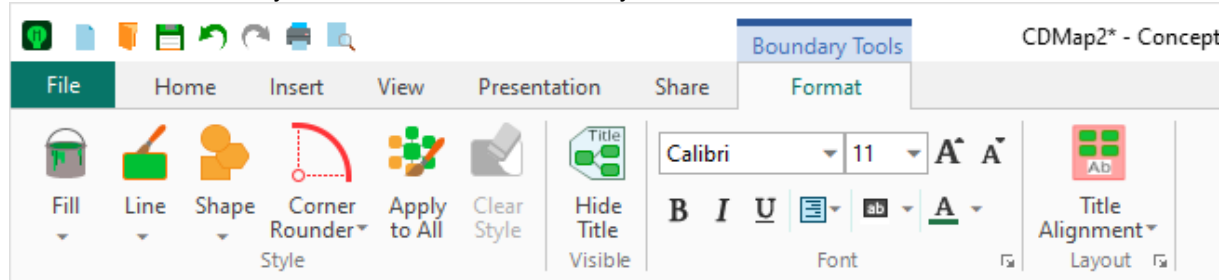 Boundary Tools
CDMap2* - Concept
File Home Insert View Presentation Share Format
Title
Calibri 11 A A
Ab
Fill Line Shape Corner Rounder Apply to All Clear Style Hide Title B I U ab A Title Alignment
Style Visible Font Layout